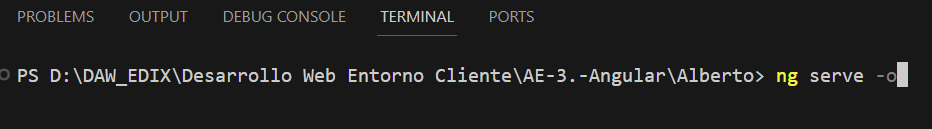 PROBLEMS OUTPUT DEBUG CONSOLE TERMINAL PORTS
PS D:\DAW_EDIX\Desarrollo Web Entorno Cliente\AE-3.-Angular\Alberto> ng serve -o